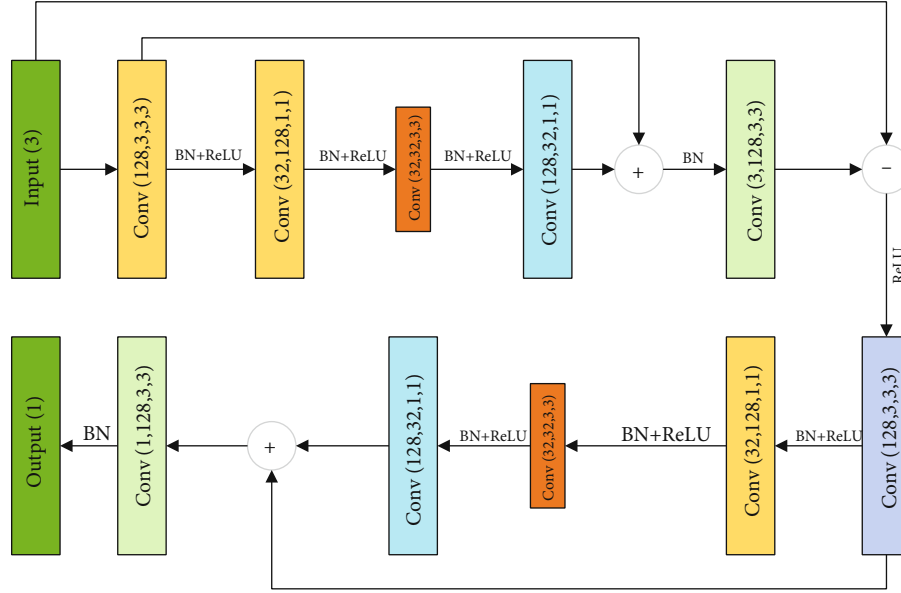 Input (3)
Conv (128,3,3,3)
BN+ReLU
Conv (32,128,1,1)
BN+ReLU
Conv (32,32,3,3)
BN+ReLU
Conv (128,32,1,1)
+
BN
Conv (3,128,3,3)
−
ReLU
Conv (128,3,3,3)
BN+ReLU
Conv (32,128,1,1)
BN+ReLU
Conv (32,32,3,3)
BN+ReLU
Conv (128,32,1,1)
+
Conv (1,128,3,3)
BN
Output (1)